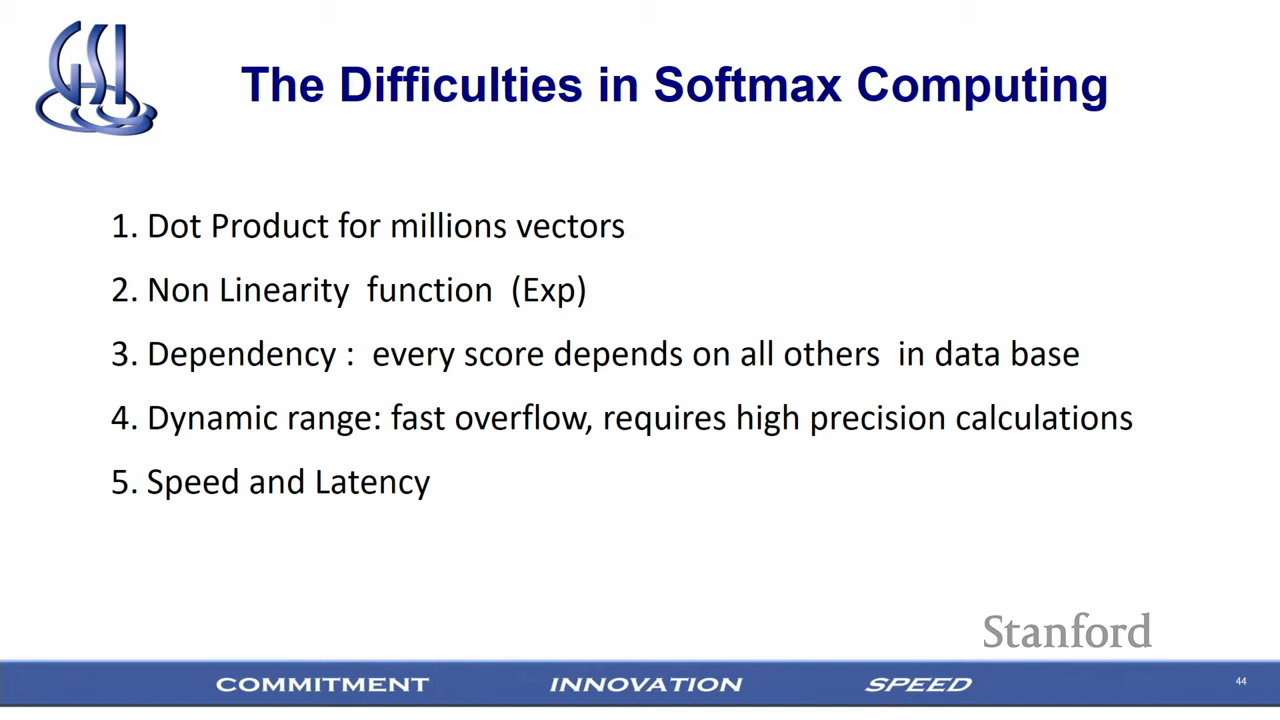 GSI
The Difficulties in Softmax Computing
1. Dot Product for millions vectors
2. Non Linearity function (Exp)
3. Dependency : every score depends on all others in data base
4. Dynamic range: fast overflow, requires high precision calculations
5. Speed and Latency
Stanford
COMMITMENT INNOVATION SPEED 44